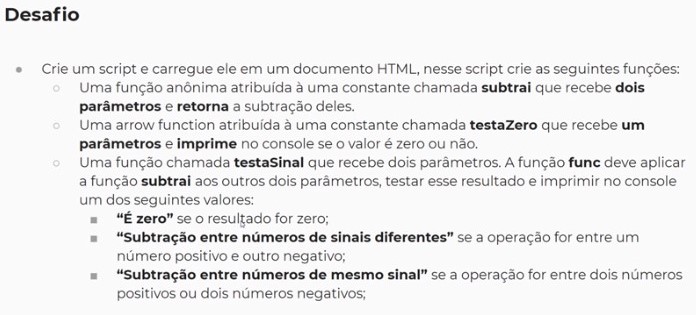 Desafio
● Crie um script e carregue ele em um documento HTML, nesse script crie as seguintes funções:
○ Uma função anônima atribuída à uma constante chamada subtrai que recebe dois
parâmetros e retorna a subtração deles.
○ Uma arrow function atribuída à uma constante chamada testaZero que recebe um
parâmetros e imprime no console se o valor é zero ou não.
○ Uma função chamada testaSinal que recebe dois parâmetros. A função func deve aplicar
a função subtrai aos outros dois parâmetros, testar esse resultado e imprimir no console
um dos seguintes valores:
■ “É zero” se o resultado for zero;
■ “Subtração entre números de sinais diferentes” se a operação for entre um
número positivo e outro negativo;
■ “Subtração entre números de mesmo sinal” se a operação for entre dois números
positivos ou dois números negativos;